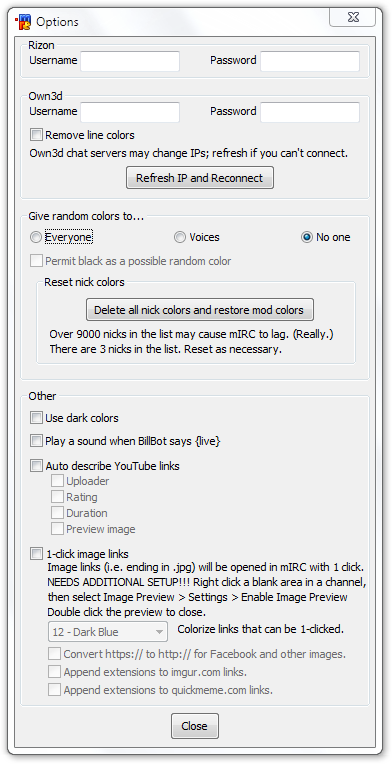 Options
Rizon
Username Password
Own3d
Username Password
Remove line colors
Own3d chat servers may change IPs; refresh if you can't connect.
Refresh IP and Reconnect
Give random colors to...
Everyone Voices No one
Permit black as a possible random color
Reset nick colors
Delete all nick colors and restore mod colors
Over 9000 nicks in the list may cause mIRC to lag. (Really.)
There are 3 nicks in the list. Reset as necessary.
Other
Use dark colors
Play a sound when BillBot says {live}
Auto describe YouTube links
Uploader
Rating
Duration
Preview image
1-click image links
Image links (i.e. ending in .jpg) will be opened in mIRC with 1 click.
NEEDS ADDITIONAL SETUP!!! Right click a blank area in a channel,
then select Image Preview > Settings > Enable Image Preview
Double click the preview to close.
12 - Dark Blue Colorize links that can be 1-clicked.
Convert https:// to http:// for Facebook and other images.
Append extensions to imgur.com links.
Append extensions to quickmeme.com links.
Close